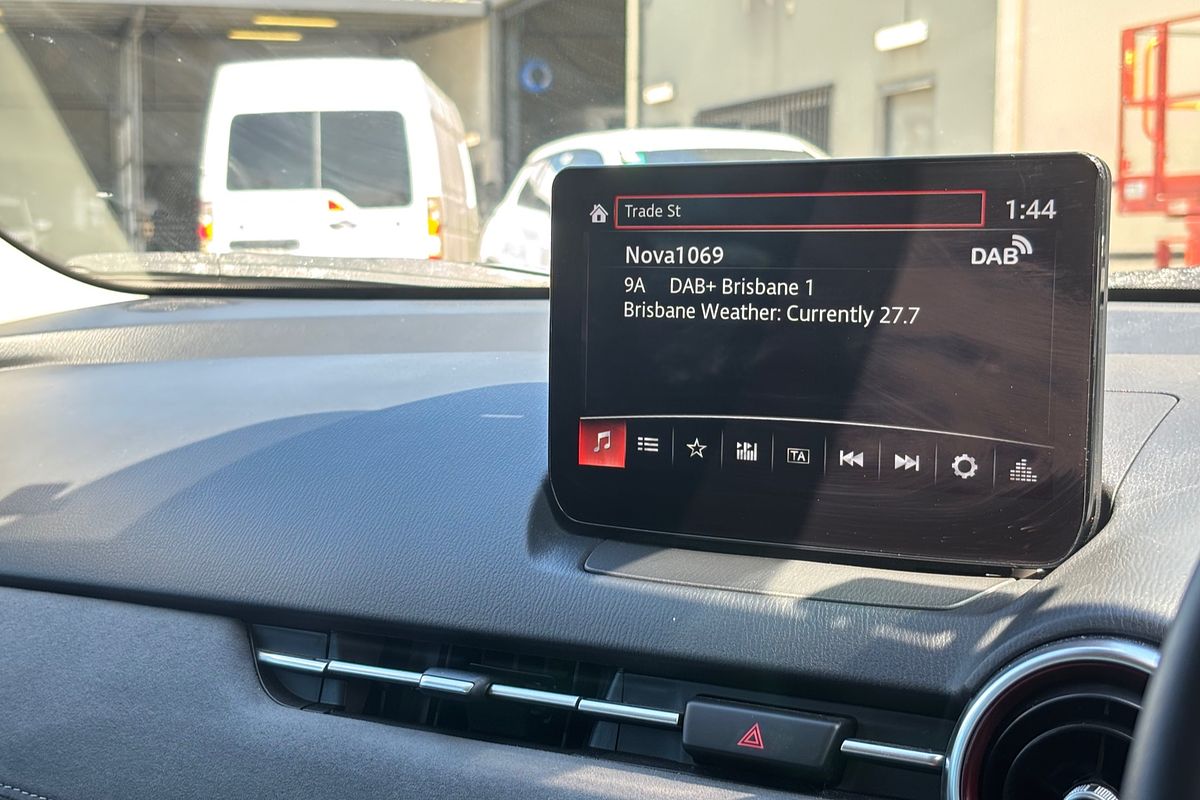 Trade St 1:44
Nova1069 DAB
9A DAB+ Brisbane 1
Brisbane Weather: Currently 27.7
TA